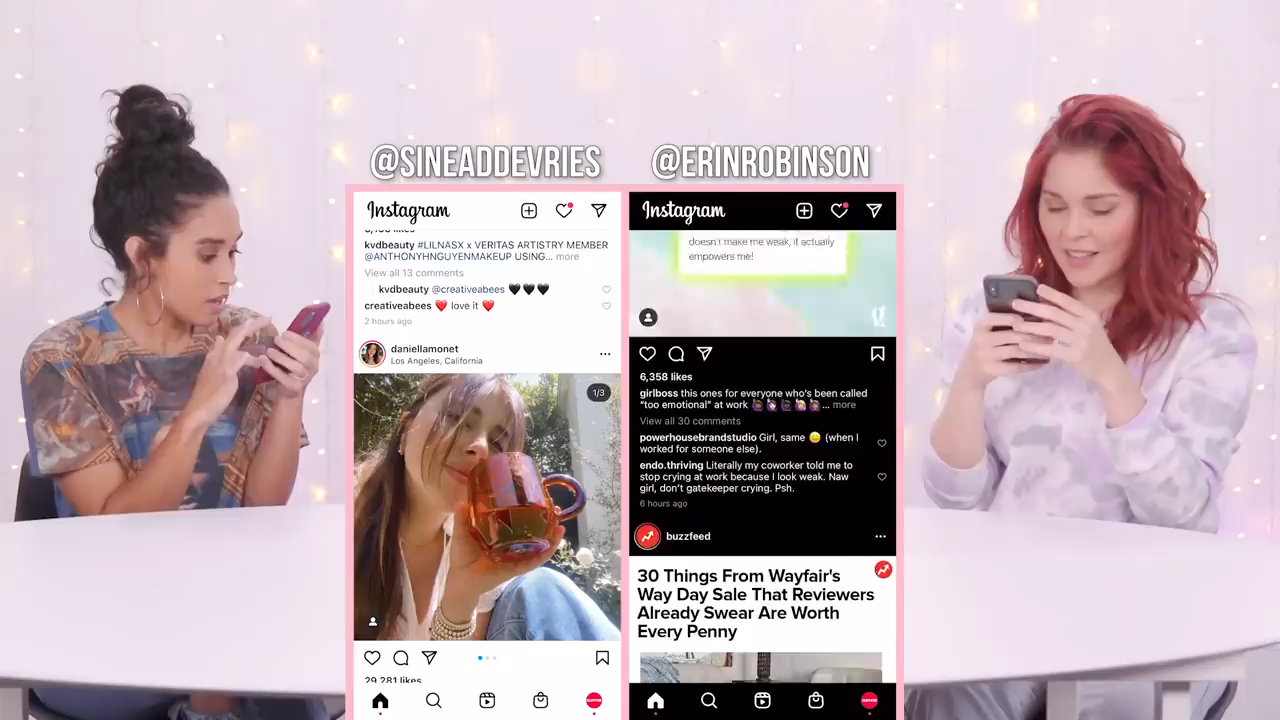 @SINEADDEVRIES
@ERINROBINSON
Instagram
kvdbeauty #LILNASX x VERITAS ARTISTRY MEMBER
@ANTHONYHNGUYENMAKEUP USING... more
View all 13 comments
kvdbeauty @creativeabees 🖤🖤🖤
creativeabees ❤️ love it ❤️
2 hours ago
daniellamonet
Los Angeles, California
1/3
29,281 likes
Instagram
doesn't make me weak, it actually
empowers me!
6,358 likes
girlboss this ones for everyone who's been called
"too emotional" at work ... more
View all 30 comments
powerhousebrandstudio Girl, same 😑 (when I
worked for someone else).
endo.thriving Literally my coworker told me to
stop crying at work because I look weak. Naw
girl, don't gatekeeper crying. Psh.
6 hours ago
buzzfeed
30 Things From Wayfair's
Way Day Sale That Reviewers
Already Swear Are Worth
Every Penny